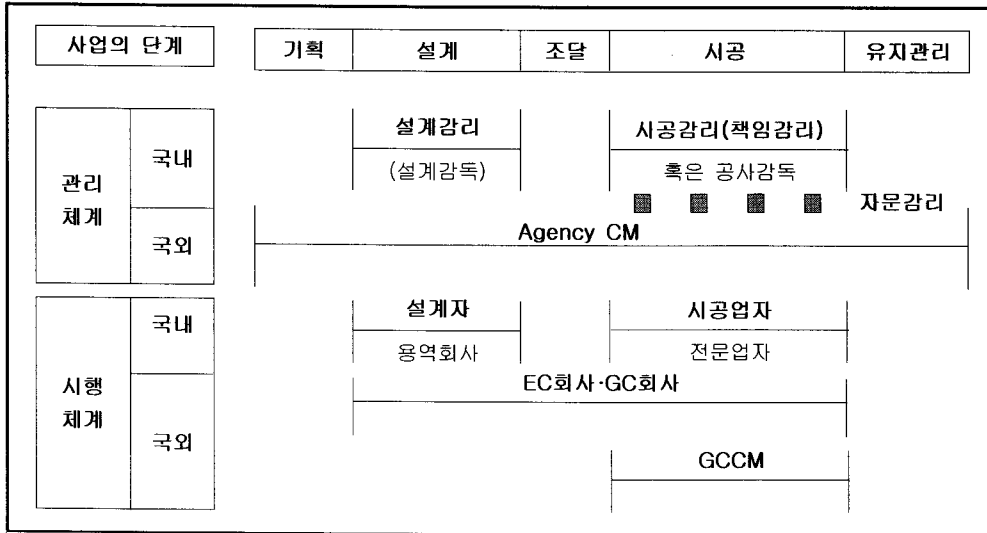 사업의 단계
기획 설계 조달 시공 유지관리
관리 체계
국내
설계감리
(설계감독)
시공감리(책임감리)
혹은 공사감독
자문감리
국외
Agency CM
시행 체계
국내
설계자
용역회사
시공업자
전문업자
국외
EC회사·GC회사
GCCM